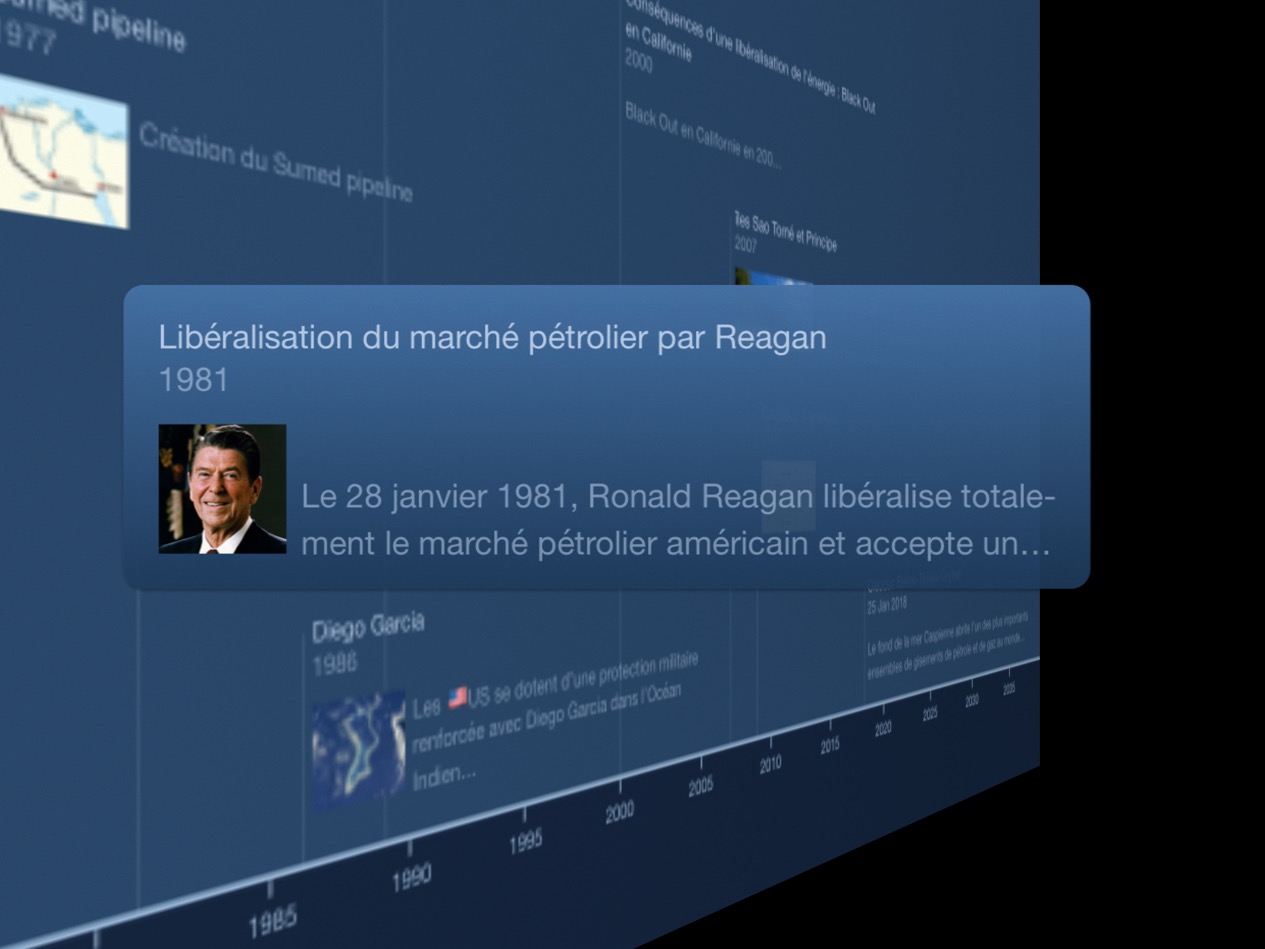 Sumed pipeline
1977
Création du Sumed pipeline
Conséquences d'une libéralisation de l'énergie : Black Out
en Californie
2000
Black Out en Californie en 200...
Îles Sao Tomé et Principe
2007
Libéralisation du marché pétrolier par Reagan
1981
Le 28 janvier 1981, Ronald Reagan libéralise totale-
ment le marché pétrolier américain et accepte un...
Diego Garcia
1986
Les 🇺🇸US se dotent d'une protection militaire
renforcée avec Diego Garcia dans l'Océan
Indien...
25 Jan 2018
Le fond de la mer Caspienne abrite l'un des plus importants
ensembles de gisements de pétrole et de gaz au monde...
1985
1990
1995
2000
2005
2010
2015
2020
2025
2030
2035